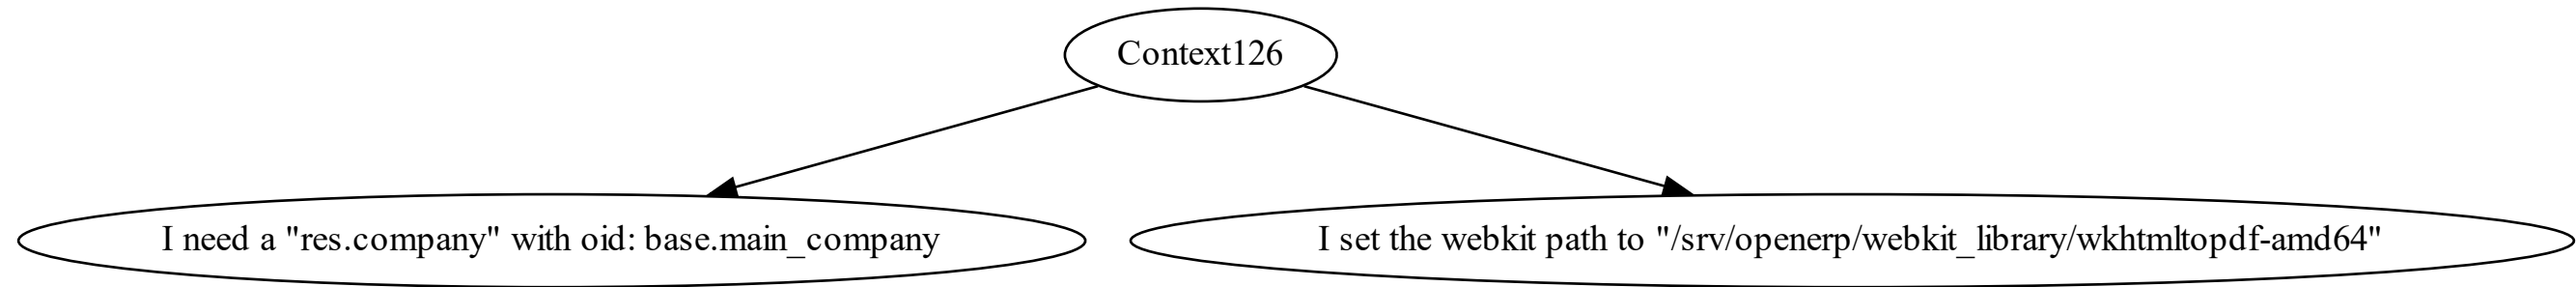 Context126
I need a "res.company" with oid: base.main_company
I set the webkit path to "/srv/openerp/webkit_library/wkhtmltopdf-amd64"